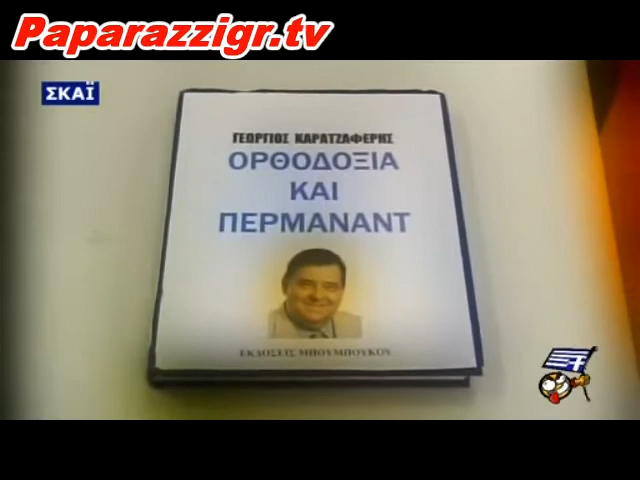 Paparazzigr.tv
ΣΚΑΪ
ΓΕΩΡΓΙΟΣ ΚΑΡΑΤΖΑΦΕΡΗΣ
ΟΡΘΟΔΟΞΙΑ
ΚΑΙ
ΠΕΡΜΑΝΑΝΤ
ΕΚΔΟΣΕΙΣ ΜΠΟΥΜΠΟΥΚΟΥ